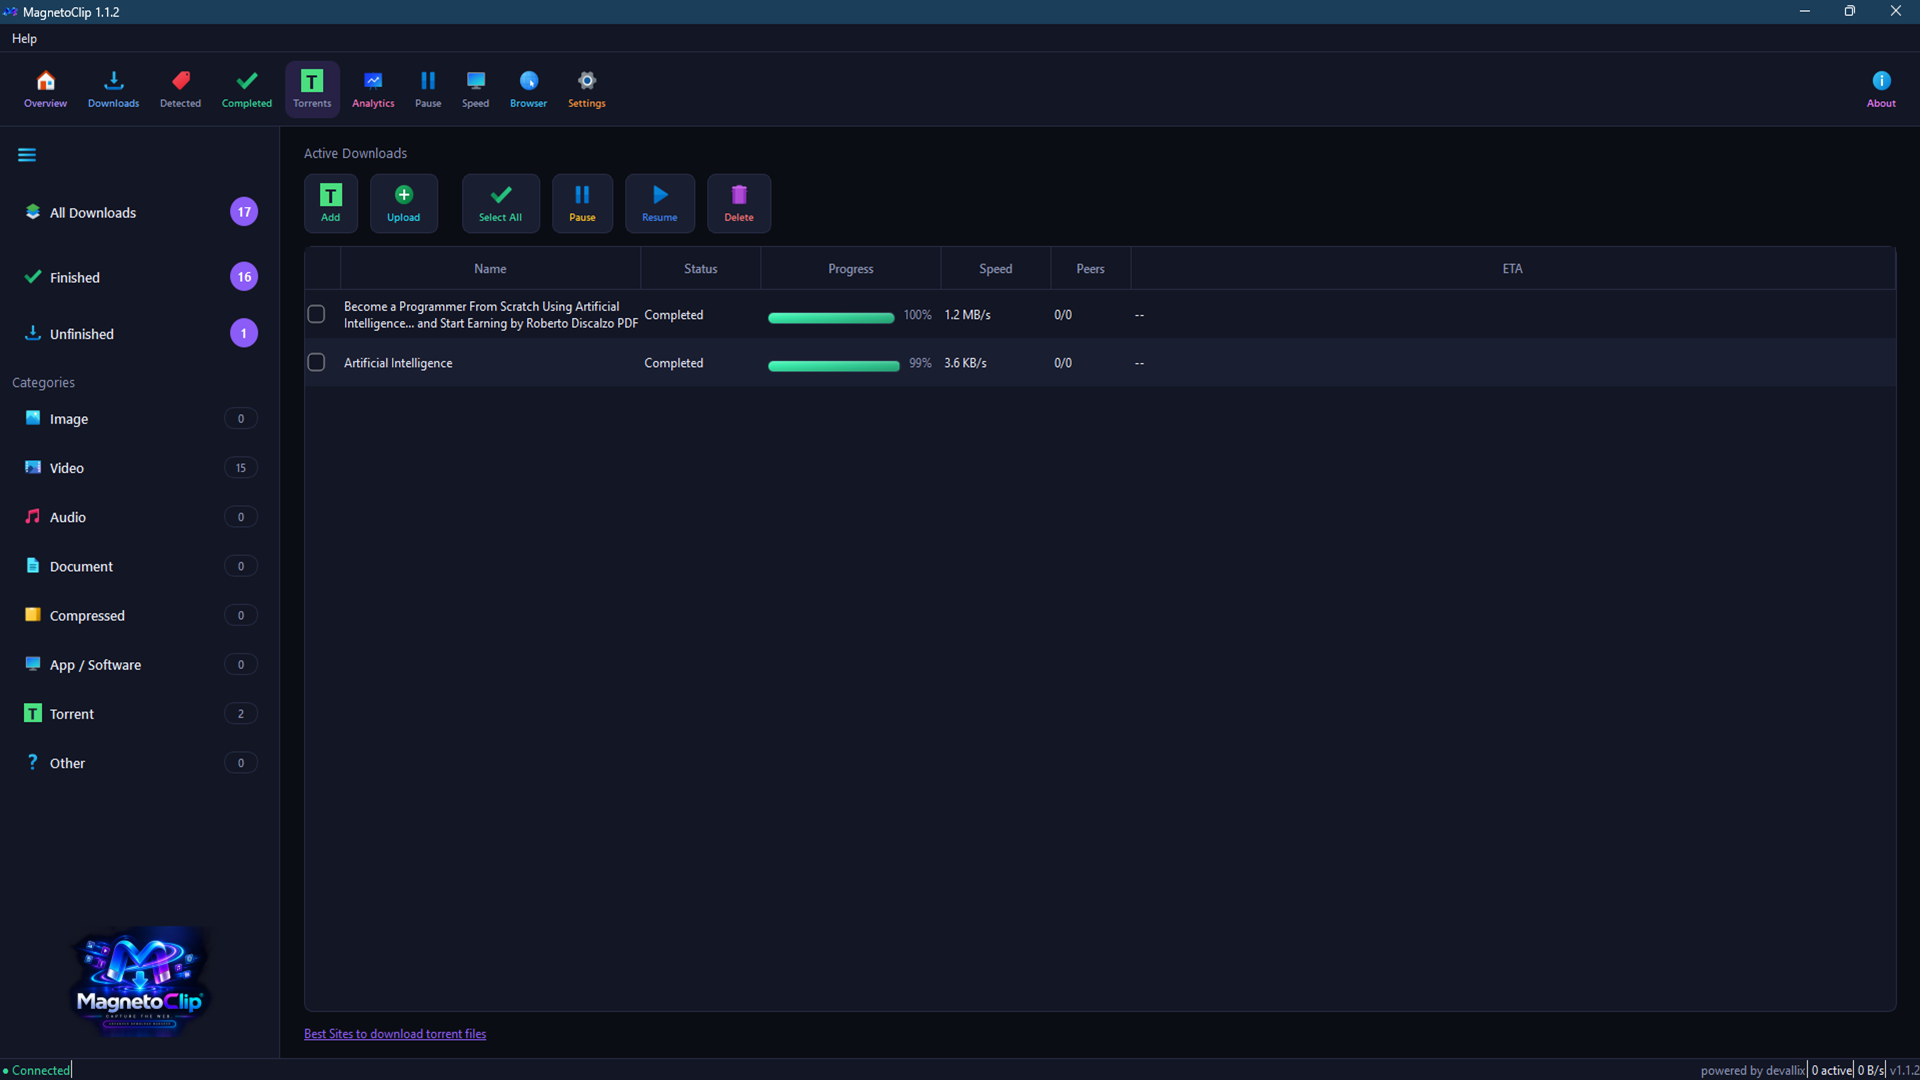 MagnetoClip 1.1.2
Help
Overview
Downloads
Detected
Completed
T
Torrents
Analytics
Pause
Speed
Browser
Settings
About
All Downloads 17
Finished 16
Unfinished 1
Categories
Image 0
Video 15
Audio 0
Document 0
Compressed 0
App / Software 0
T Torrent 2
? Other 0
MagnetoClip
CAPTURE THE WEB
Active Downloads
T
Add
Upload
Select All
Pause
Resume
Delete
Name Status Progress Speed Peers ETA
Become a Programmer From Scratch Using Artificial
Intelligence... and Start Earning by Roberto Discalzo PDF Completed 100% 1.2 MB/s 0/0 --
Artificial Intelligence Completed 99% 3.6 KB/s 0/0 --
Best Sites to download torrent files
Connected
powered by devallix 0 active 0 B/s v1.1.2